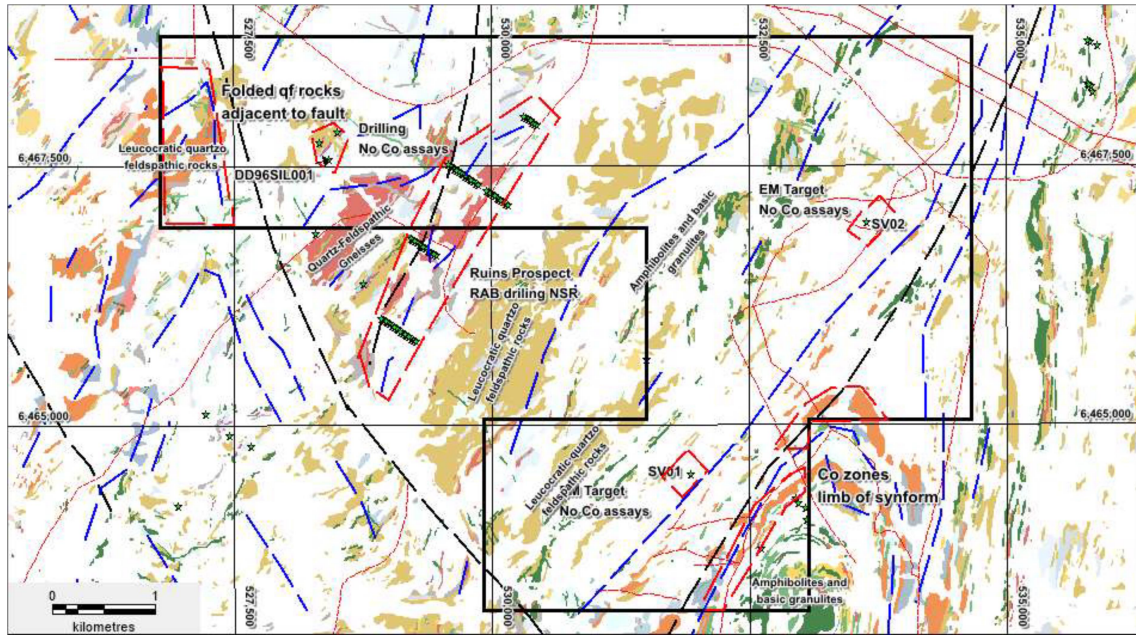 527,500
530,000
532,500
535,000
Folded qf rocks
adjacent to fault
Drilling
No Co assays
Leucocratic quartzo
feldspathic rocks
6,467,500
6,467,500
DD96SIL001
EM Target
No Co assays
SV02
Quartz-Feldspathic
Gneisses
Amphibolites and basic
granulites
Ruins Prospect
RAB driling NSR
Leucocratic quartzo
feldspathic rocks
6,465,000
6,465,000
Leucocratic quartzo
feldspathic rocks
SV01
EM Target
No Co assays
Co zones
limb of synform
Amphibolites and
basic granulites
0 1
kilometres
527,500
530,000
535,000